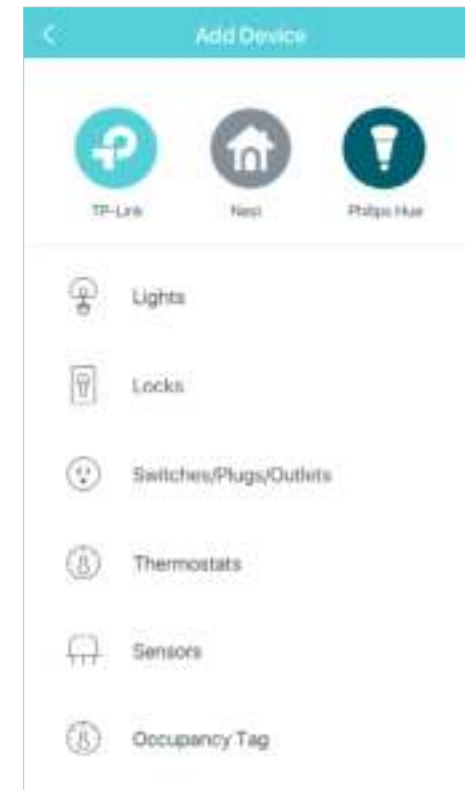 Add Device
TP-Link Nest Philips Hue
Lights
Locks
Switches/Plugs/Outlets
Thermostats
Sensors
Occupancy Tag